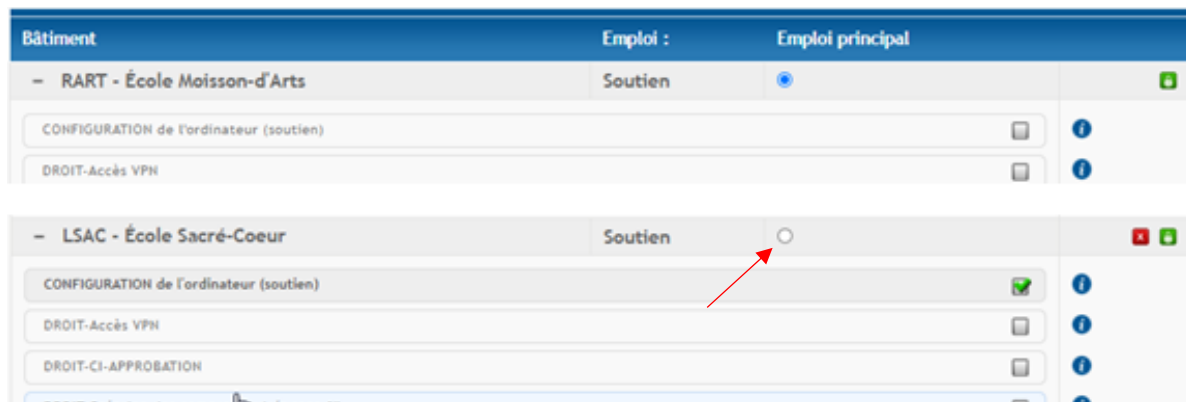 Bâtiment Emploi : Emploi principal
− RART - École Moisson-d'Arts Soutien
CONFIGURATION de l'ordinateur (soutien)
DROIT-Accès VPN
− LSAC - École Sacré-Coeur Soutien
CONFIGURATION de l'ordinateur (soutien)
DROIT-Accès VPN
DROIT-CI-APPROBATION